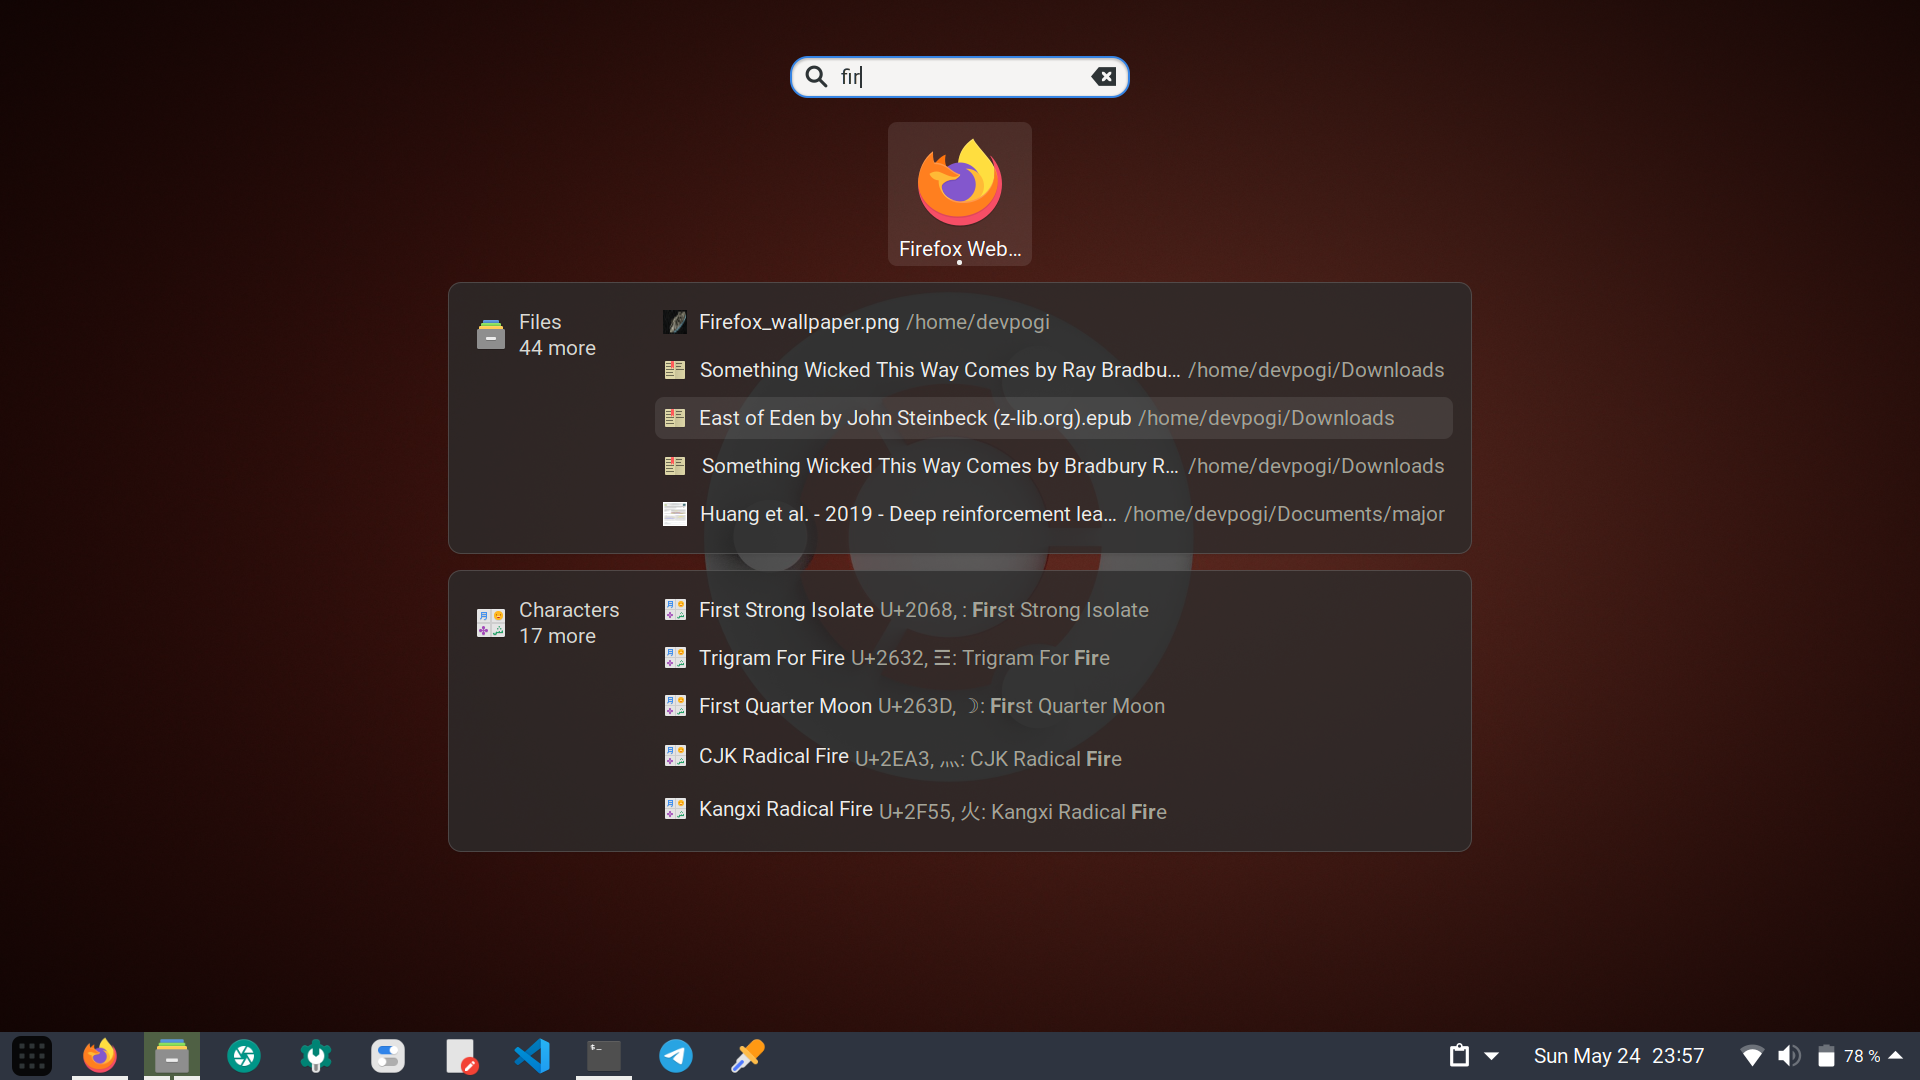 fir
Firefox Web...
Files
44 more
Firefox_wallpaper.png /home/devpogi
Something Wicked This Way Comes by Ray Bradbu... /home/devpogi/Downloads
East of Eden by John Steinbeck (z-lib.org).epub /home/devpogi/Downloads
Something Wicked This Way Comes by Bradbury R... /home/devpogi/Downloads
Huang et al. - 2019 - Deep reinforcement lea... /home/devpogi/Documents/major
Characters
17 more
First Strong Isolate U+2068, : First Strong Isolate
Trigram For Fire U+2632, ☲: Trigram For Fire
First Quarter Moon U+263D, ☽: First Quarter Moon
CJK Radical Fire U+2EA3, ⺣: CJK Radical Fire
Kangxi Radical Fire U+2F55, ⽕: Kangxi Radical Fire
Sun May 24 23:57
78 %